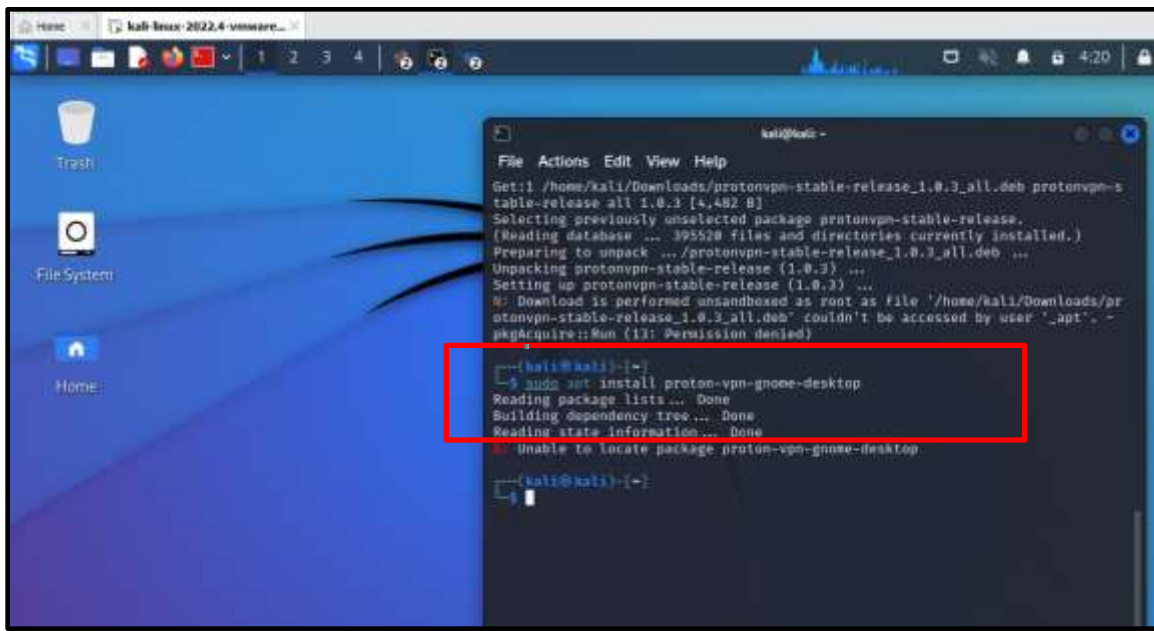 Home
kali-linux-2022.4-vmware...
1 2 3 4
4:20
Trash
File System
Home
kali@kali: ~
File Actions Edit View Help
Get:1 /home/kali/Downloads/protonvpn-stable-release_1.0.3_all.deb protonvpn-s
table-release all 1.0.3 [4,482 B]
Selecting previously unselected package protonvpn-stable-release.
(Reading database ... 395520 files and directories currently installed.)
Preparing to unpack .../protonvpn-stable-release_1.0.3_all.deb ...
Unpacking protonvpn-stable-release (1.0.3) ...
Setting up protonvpn-stable-release (1.0.3) ...
N: Download is performed unsandboxed as root as file '/home/kali/Downloads/pr
otonvpn-stable-release_1.0.3_all.deb' couldn't be accessed by user '_apt'. -
pkgAcquire::Run (13: Permission denied)
┌──(kali㉿kali)-[~]
└─$ sudo apt install proton-vpn-gnome-desktop
Reading package lists... Done
Building dependency tree... Done
Reading state information... Done
E: Unable to locate package proton-vpn-gnome-desktop
┌──(kali㉿kali)-[~]
└─$